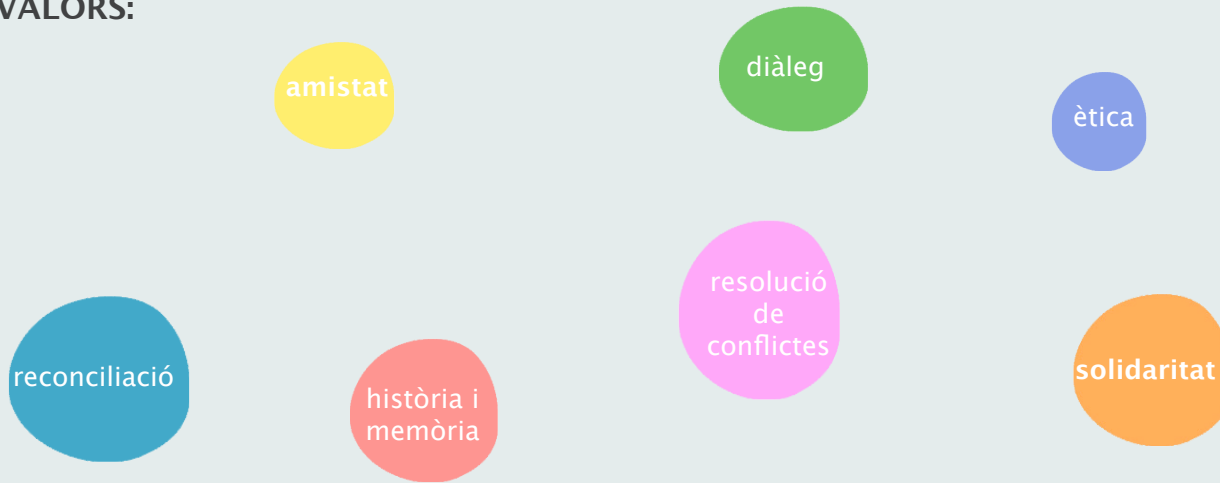 VALORS:
amistat
diàleg
ètica
resolució
de
conflictes
reconciliació
història i
memòria
solidaritat